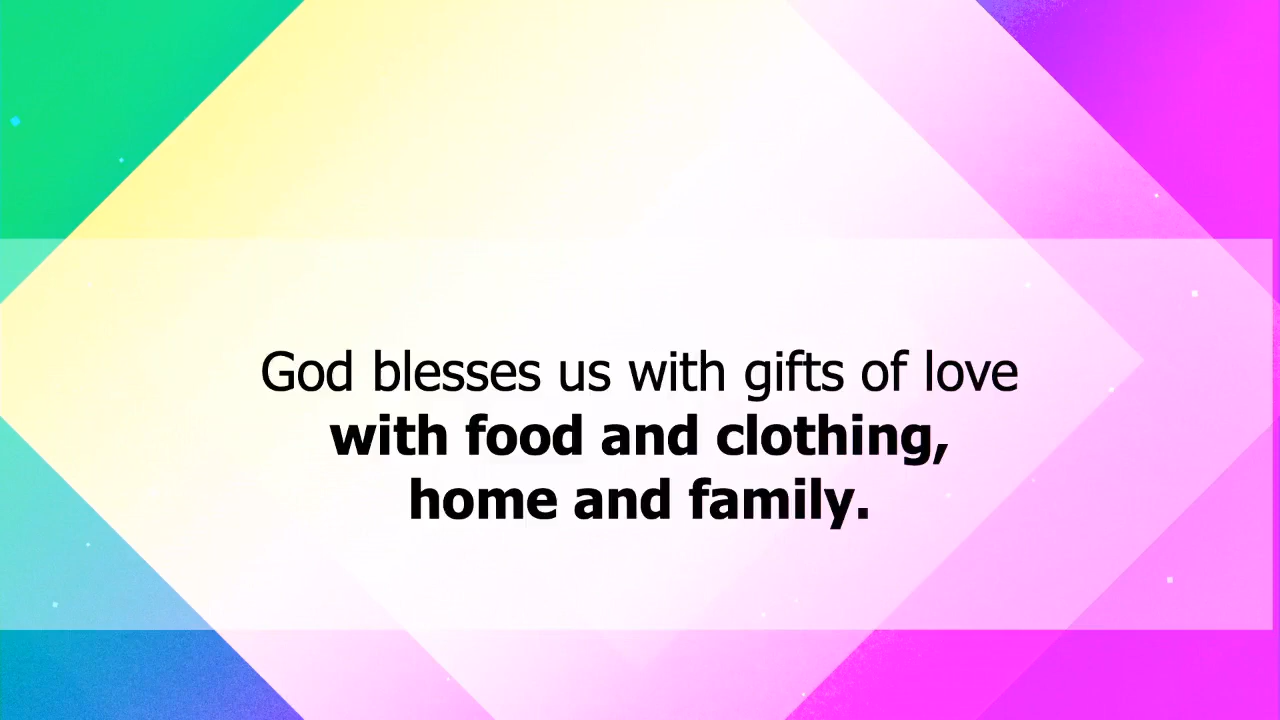 God blesses us with gifts of love
with food and clothing,
home and family.